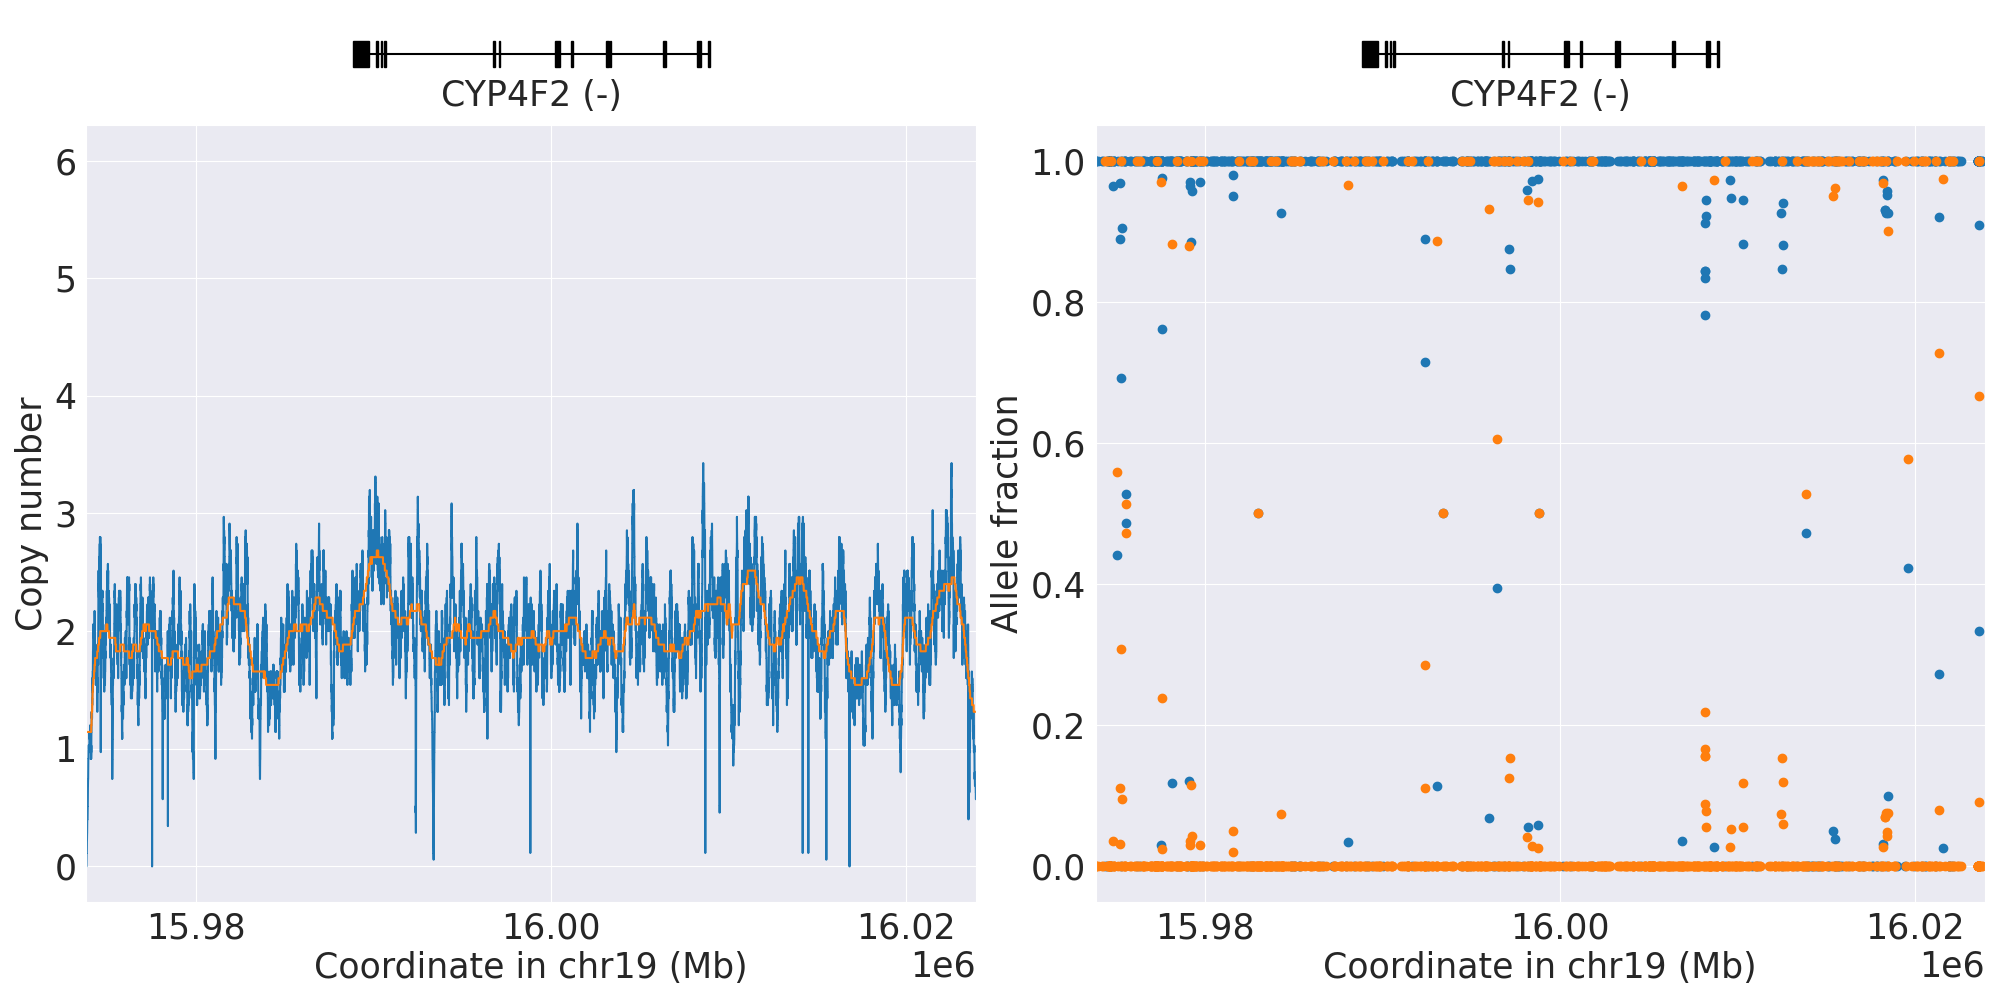 CYP4F2 (-)
Copy number
6
5
4
3
2
1
0
15.98 16.00 16.02
Coordinate in chr19 (Mb)
1e6
CYP4F2 (-)
Allele fraction
1.0
0.8
0.6
0.4
0.2
0.0
15.98 16.00 16.02
Coordinate in chr19 (Mb)
1e6